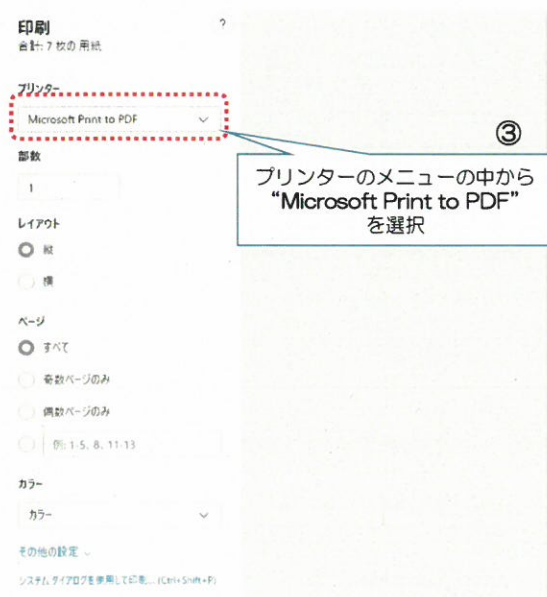 印刷
?
合計: 7 枚の用紙
プリンター
Microsoft Print to PDF
③
プリンターのメニューの中から
“Microsoft Print to PDF”
を選択
部数
1
レイアウト
縦
横
ページ
すべて
奇数ページのみ
偶数ページのみ
例: 1-5, 8, 11-13
カラー
カラー
その他の設定
システム ダイアログを使用して印刷... (Ctrl+Shift+P)